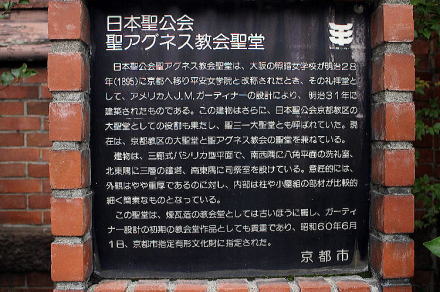 日本聖公会
聖アグネス教会聖堂
日本聖公会聖アグネス教会聖堂は、大阪の照暗女学校が明治28
年(1895)に京都へ移り平安女学院と改称されたとき、その礼拝堂と
して、アメリカ人J.M.ガーディナーの設計により、明治31年に
建築されたものである。この建物はさらに、日本聖公会京都教区の
大聖堂としての役割も果たし、聖三一大聖堂とも呼ばれていた。現
在は、京都教区の大聖堂と聖アグネス教会の聖堂を兼ねている。
建物は、三廊式バシリカ型平面で、南西隅に八角平面の洗礼室、
北東隅に三層の鐘塔、南東隅に司祭室を設けている。意匠的には、
外観はやや重厚であるのに対し、内部は柱や小屋組の部材が比較的
細く簡素なものとなっている。
この聖堂は、煉瓦造の教会堂としては古いほうに属し、ガーディ
ナー設計の初期の教会堂作品としても貴重であり、昭和60年6月
1日、京都市指定有形文化財に指定された。
京都市